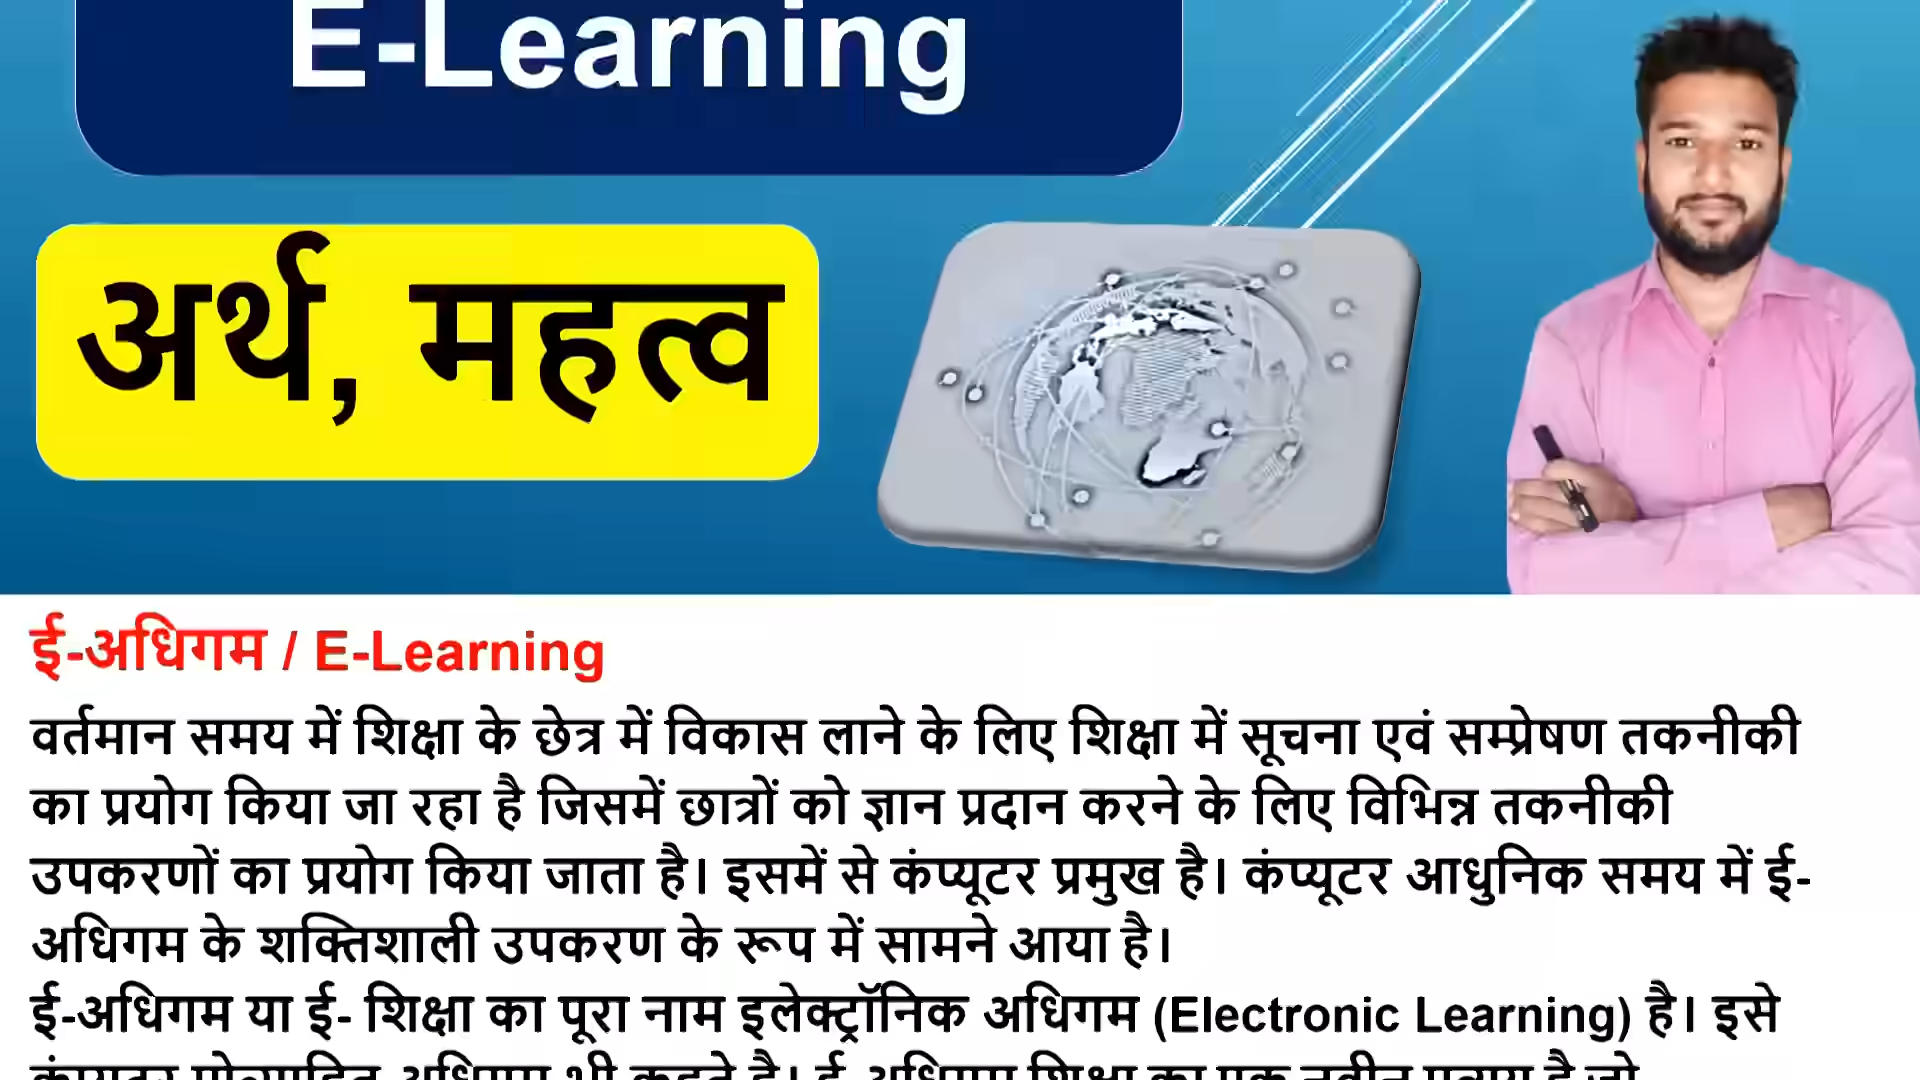 E-Learning
अर्थ, महत्व
ई-अधिगम / E-Learning
वर्तमान समय में शिक्षा के छेत्र में विकास लाने के लिए शिक्षा में सूचना एवं सम्प्रेषण तकनीकी
का प्रयोग किया जा रहा है जिसमें छात्रों को ज्ञान प्रदान करने के लिए विभिन्न तकनीकी
उपकरणों का प्रयोग किया जाता है। इसमें से कंप्यूटर प्रमुख है। कंप्यूटर आधुनिक समय में ई-
अधिगम के शक्तिशाली उपकरण के रूप में सामने आया है।
ई-अधिगम या ई- शिक्षा का पूरा नाम इलेक्ट्रॉनिक अधिगम (Electronic Learning) है। इसे